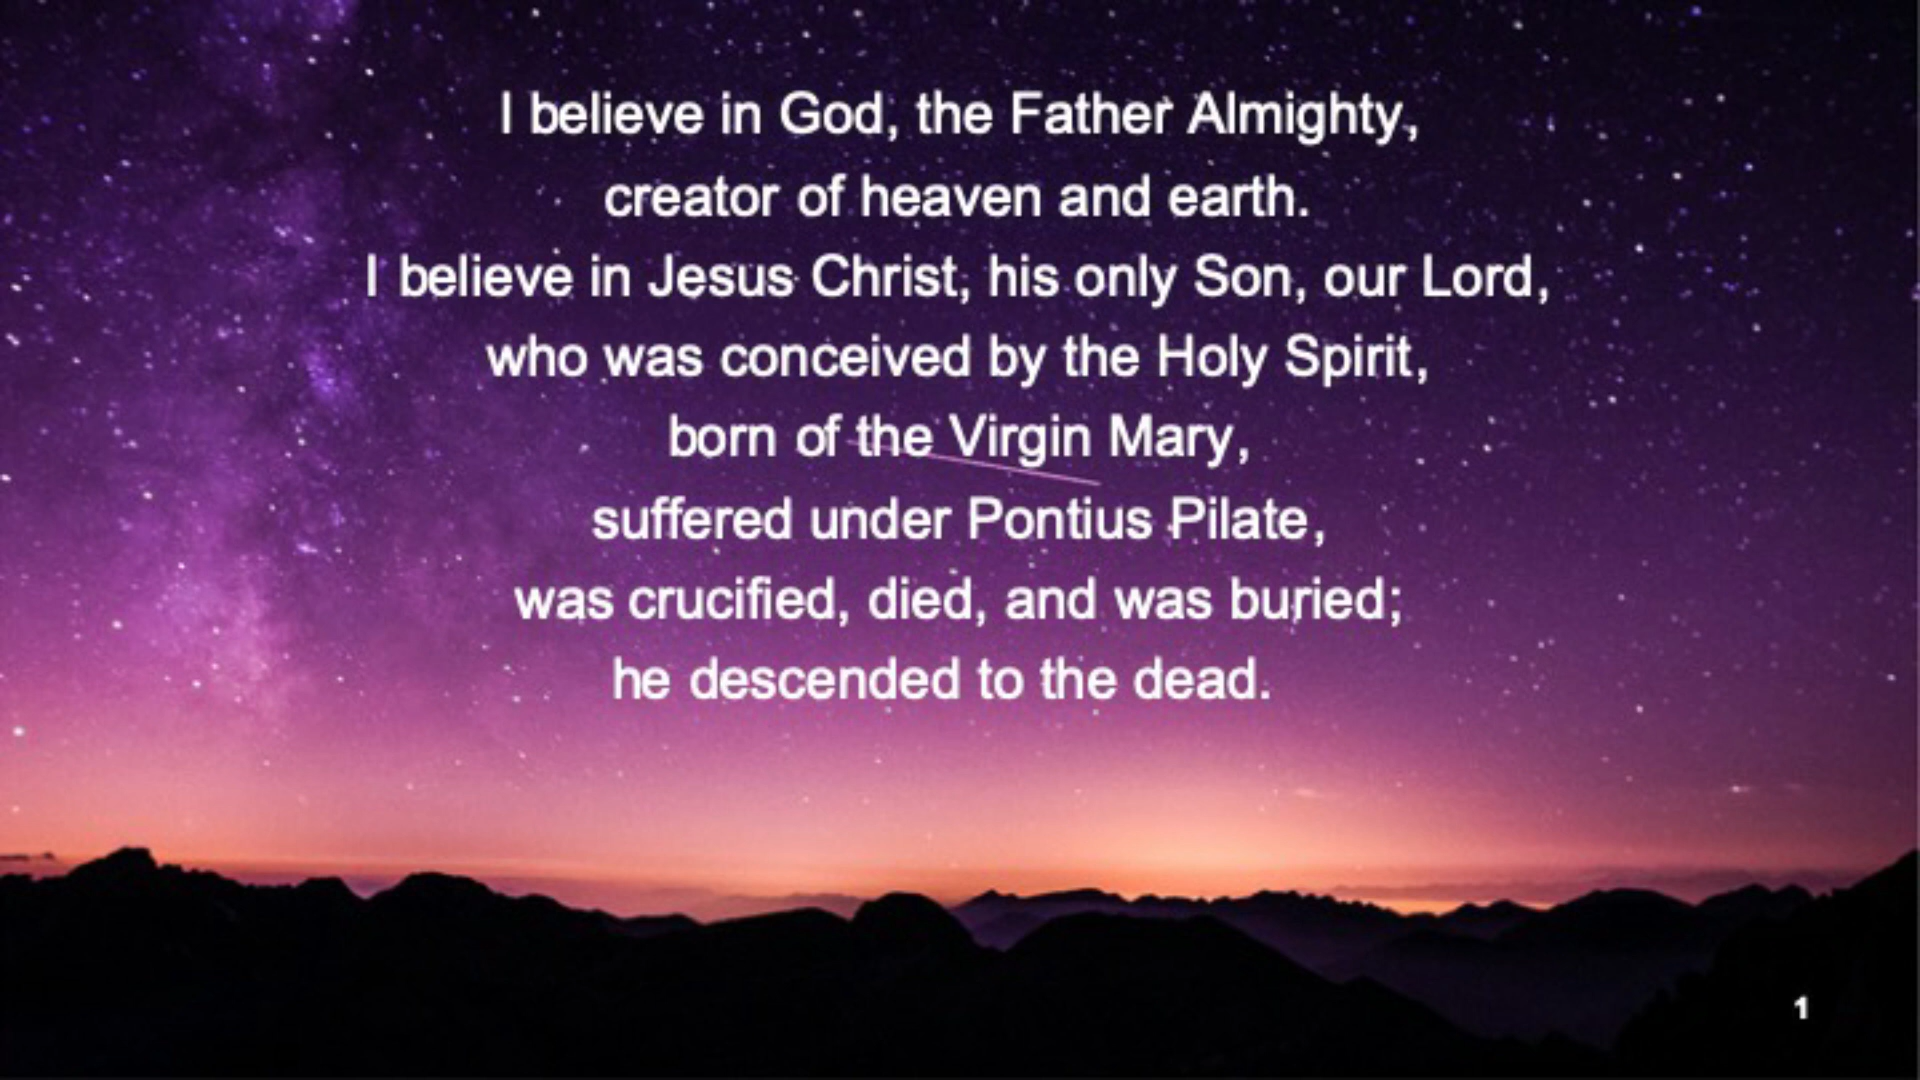 I believe in God, the Father Almighty,
creator of heaven and earth.
I believe in Jesus Christ, his only Son, our Lord,
who was conceived by the Holy Spirit,
born of the Virgin Mary,
suffered under Pontius Pilate,
was crucified, died, and was buried;
he descended to the dead.
1